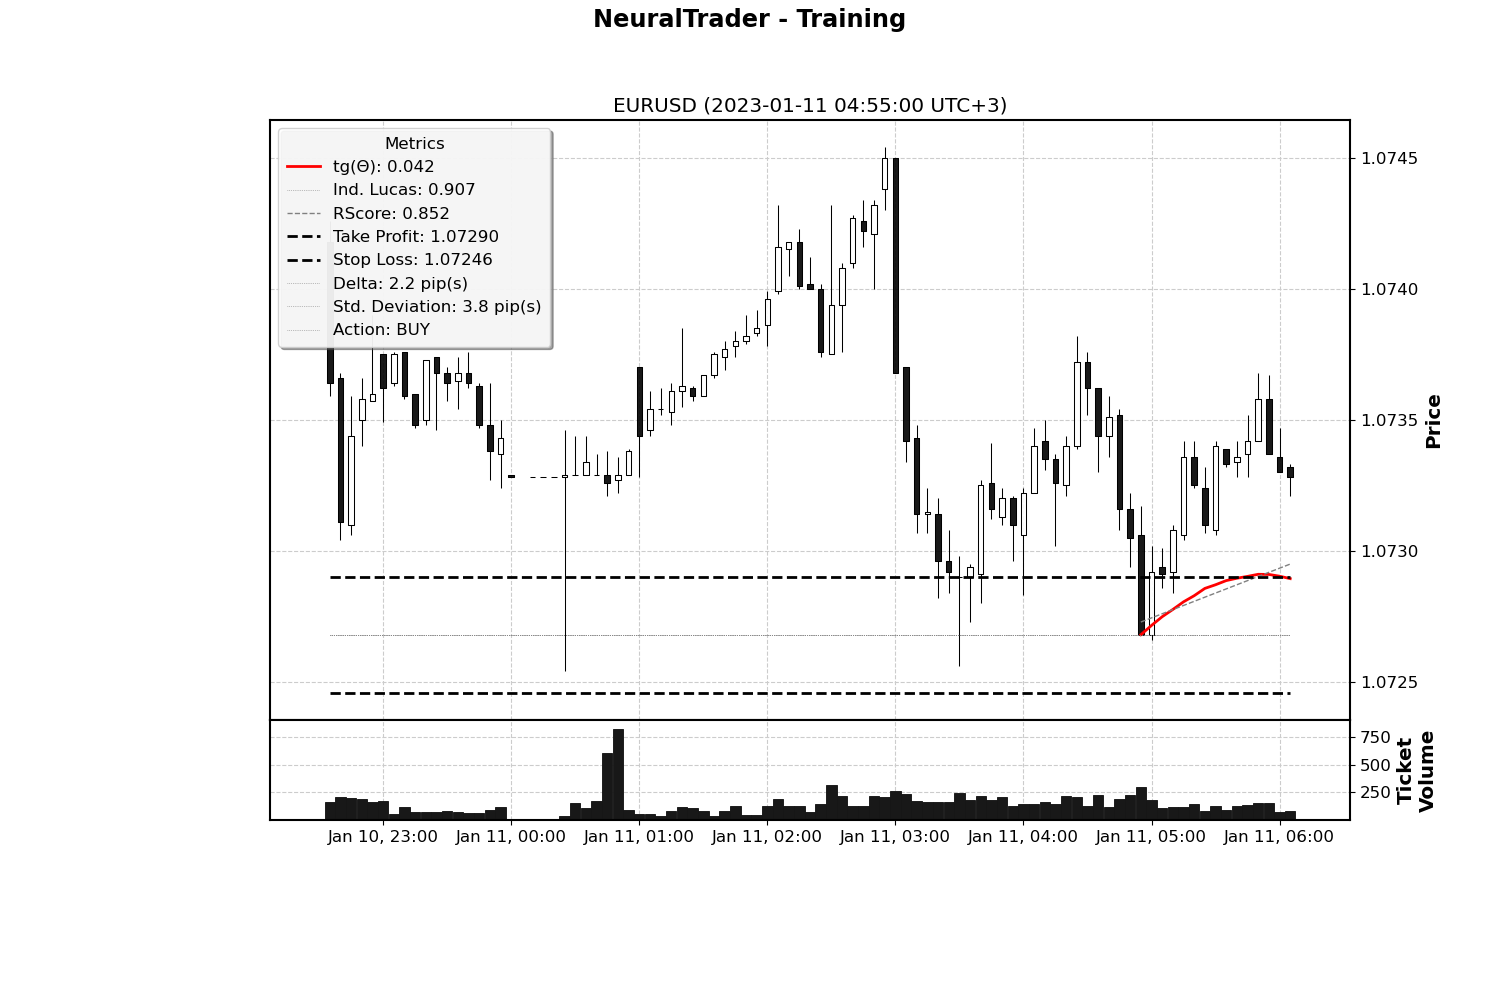 NeuralTrader - Training
EURUSD (2023-01-11 04:55:00 UTC+3)
Metrics
tg(Θ): 0.042
Ind. Lucas: 0.907
RScore: 0.852
Take Profit: 1.07290
Stop Loss: 1.07246
Delta: 2.2 pip(s)
Std. Deviation: 3.8 pip(s)
Action: BUY
1.0745
1.0740
1.0735
1.0730
1.0725
Price
750
500
250
Ticket
Volume
Jan 10, 23:00
Jan 11, 00:00
Jan 11, 01:00
Jan 11, 02:00
Jan 11, 03:00
Jan 11, 04:00
Jan 11, 05:00
Jan 11, 06:00